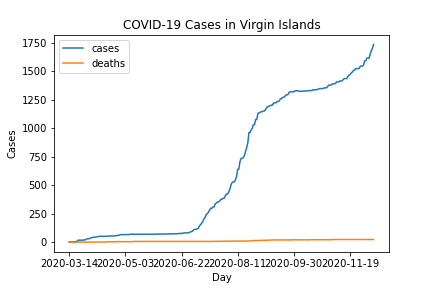 COVID-19 Cases in Virgin Islands
cases
deaths
1750
1500
1250
1000
750
500
250
0
Cases
2020-03-14 2020-05-03 2020-06-22 2020-08-11 2020-09-30 2020-11-19
Day